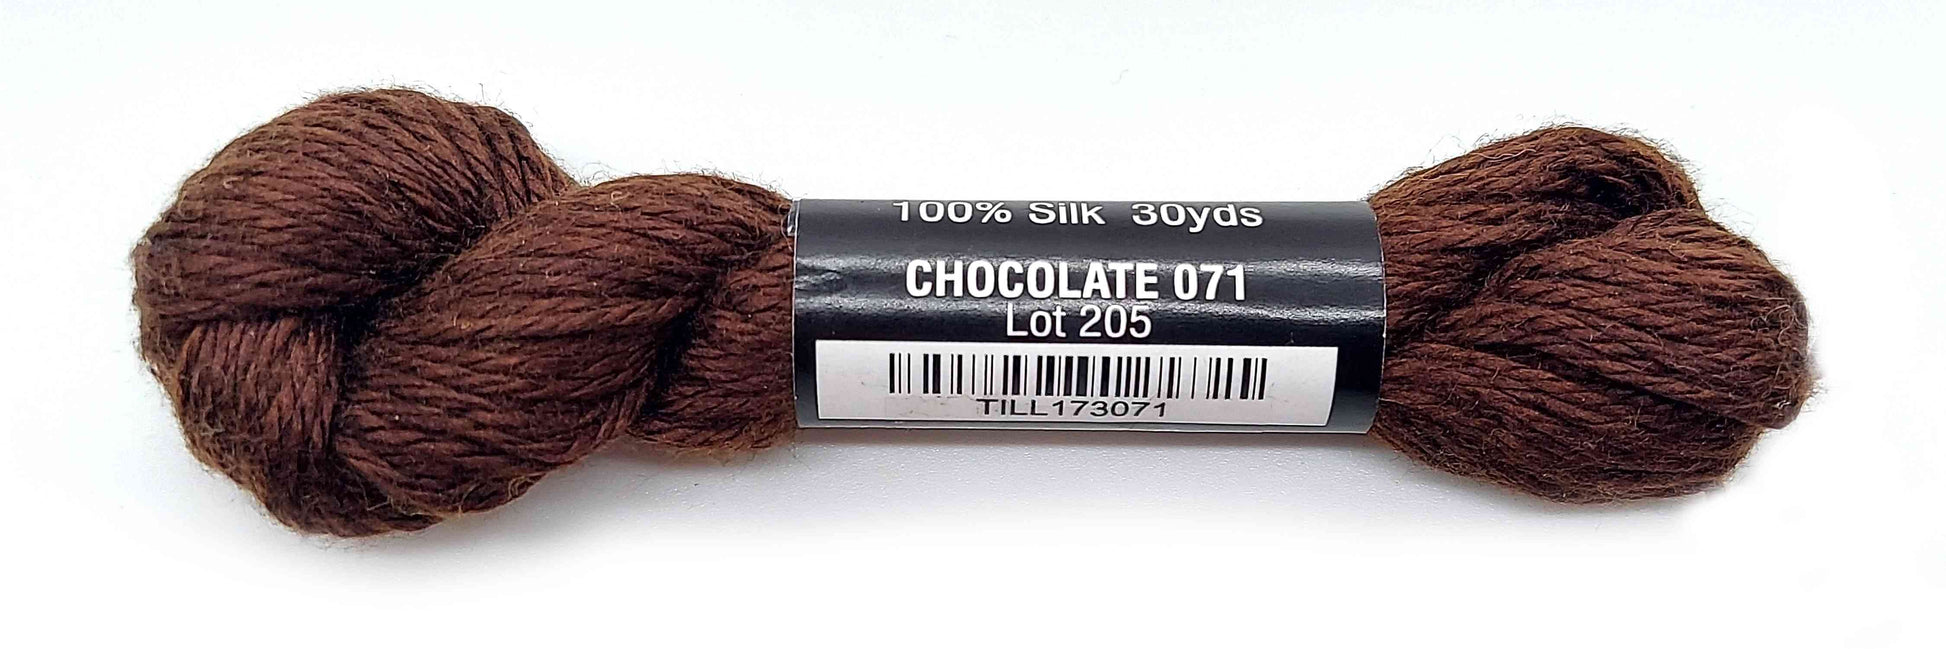 100% Silk 30yds
CHOCOLATE 071
Lot 205
TILL173071